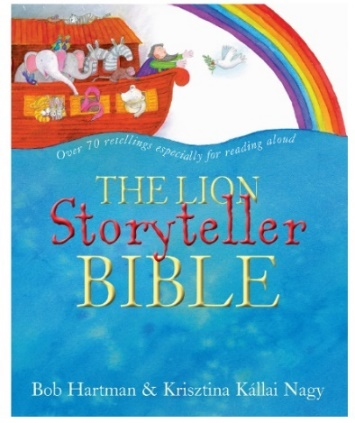 Over 70 retellings especially for reading aloud
THE LION
Storyteller
BIBLE
Bob Hartman & Krisztina Kállai Nagy